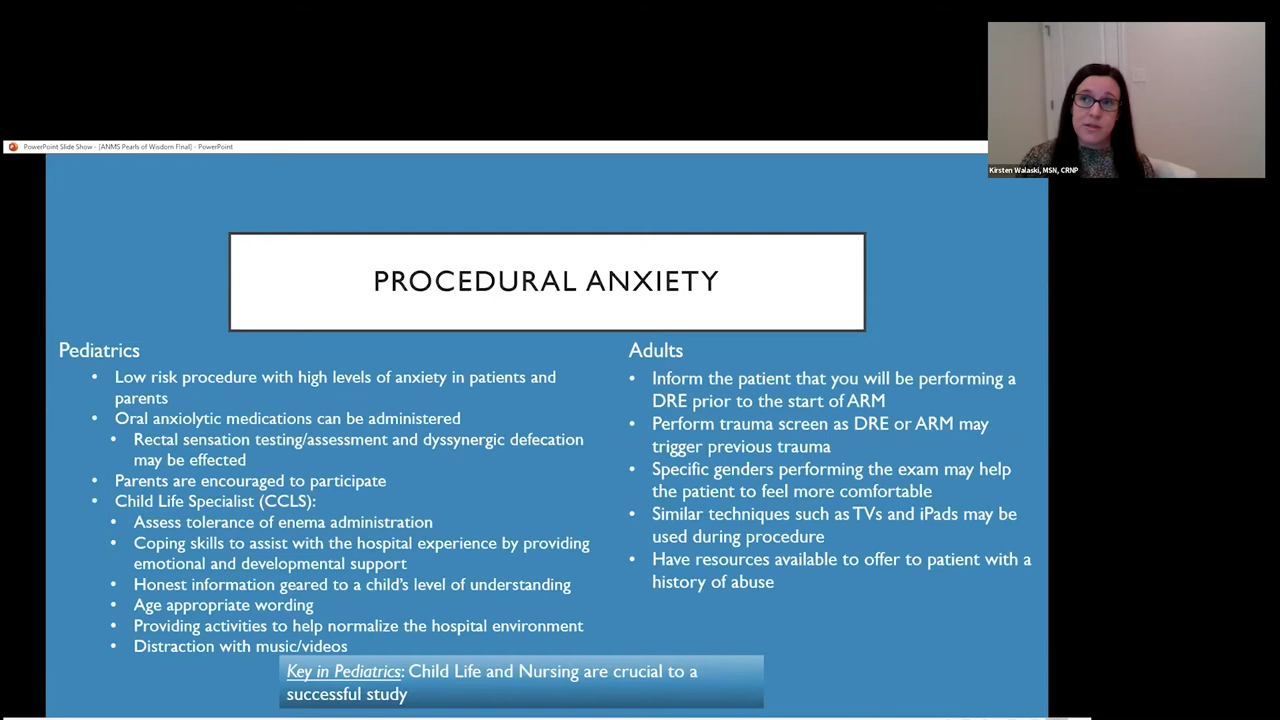 PowerPoint Slide Show - [ANMS Pearls of Wisdom Final] - PowerPoint
Kirsten Walaski, MSN, CRNP
PROCEDURAL ANXIETY
Pediatrics
• Low risk procedure with high levels of anxiety in patients and
parents
• Oral anxiolytic medications can be administered
• Rectal sensation testing/assessment and dyssynergic defecation
may be effected
• Parents are encouraged to participate
• Child Life Specialist (CCLS):
• Assess tolerance of enema administration
• Coping skills to assist with the hospital experience by providing
emotional and developmental support
• Honest information geared to a child's level of understanding
• Age appropriate wording
• Providing activities to help normalize the hospital environment
• Distraction with music/videos
Adults
• Inform the patient that you will be performing a
DRE prior to the start of ARM
• Perform trauma screen as DRE or ARM may
trigger previous trauma
• Specific genders performing the exam may help
the patient to feel more comfortable
• Similar techniques such as TVs and iPads may be
used during procedure
• Have resources available to offer to patient with a
history of abuse
Key in Pediatrics: Child Life and Nursing are crucial to a
successful study